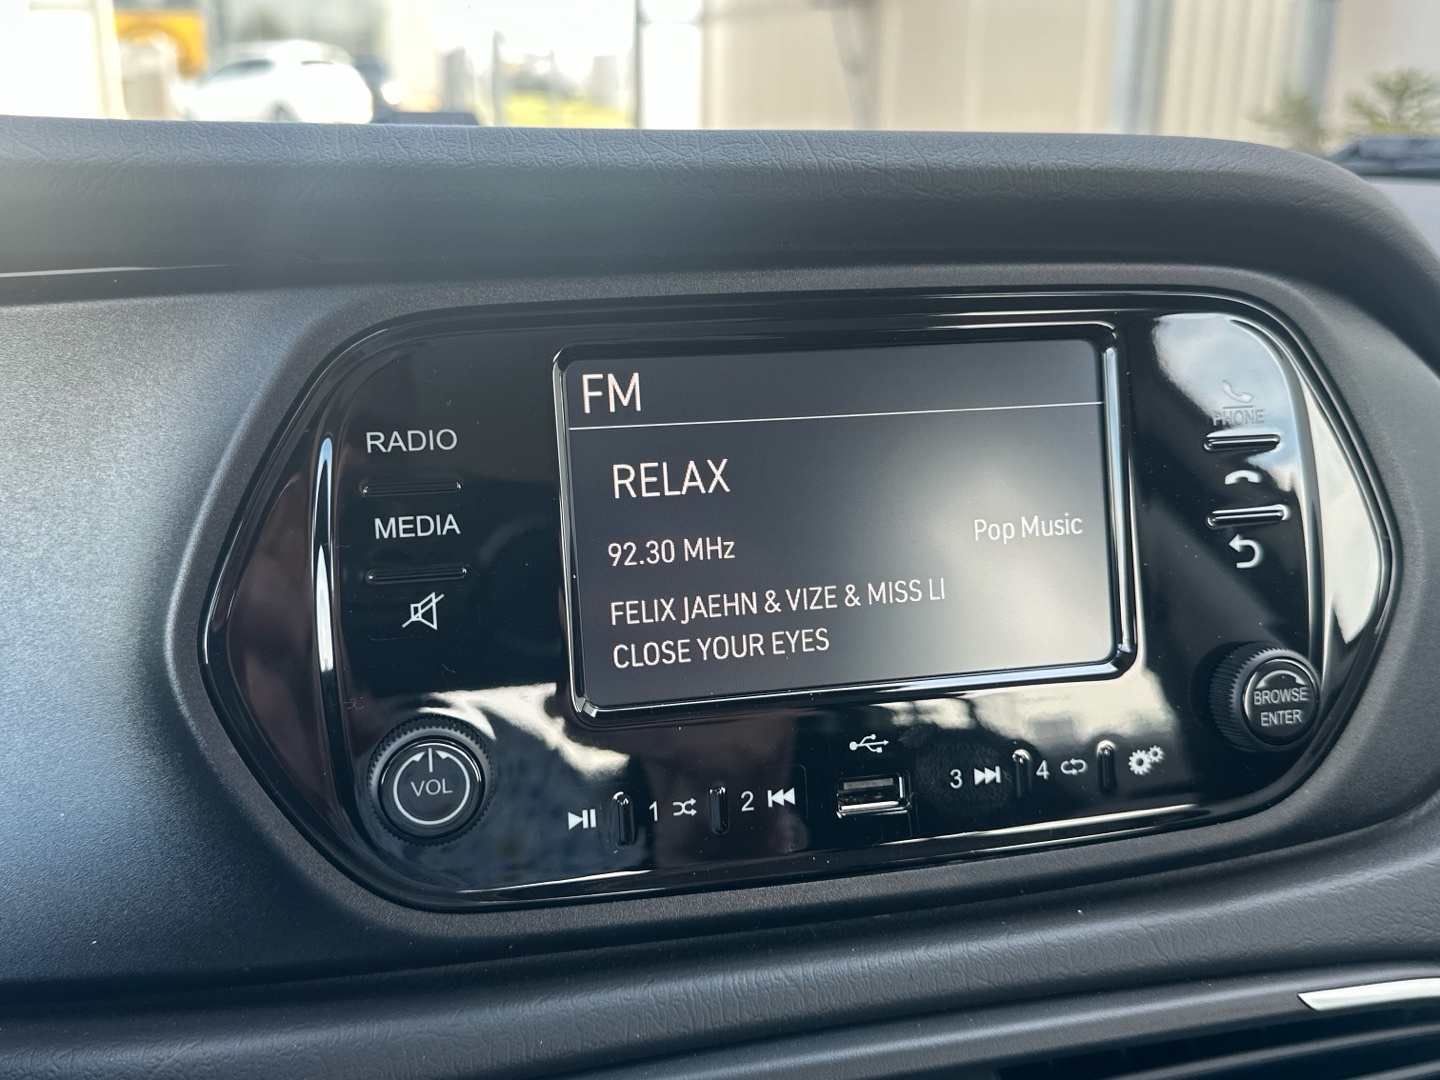 FM
RELAX
92.30 MHz
Pop Music
FELIX JAEHN & VIZE & MISS LI
CLOSE YOUR EYES
RADIO
MEDIA
VOL
1
2
3
4
PHONE
BROWSE
ENTER